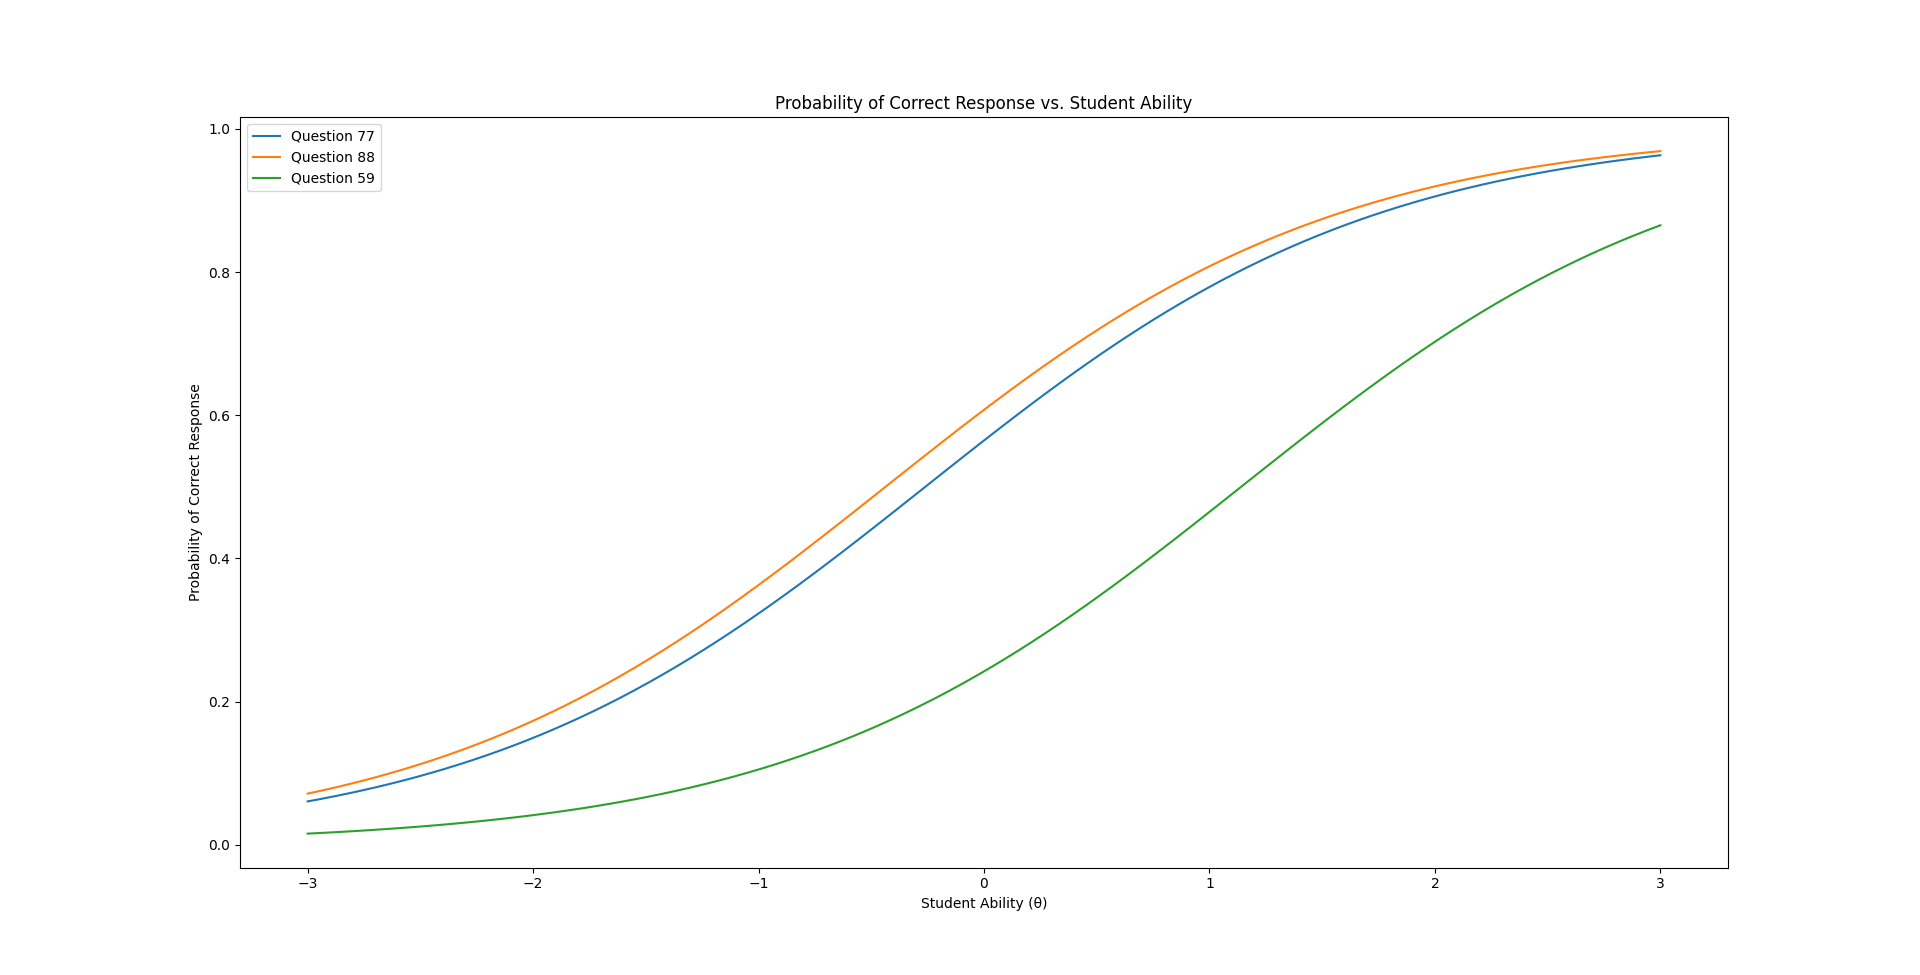 Probability of Correct Response vs. Student Ability
Question 77
Question 88
Question 59
Probability of Correct Response
1.0
0.8
0.6
0.4
0.2
0.0
−3 −2 −1 0 1 2 3
Student Ability (θ)